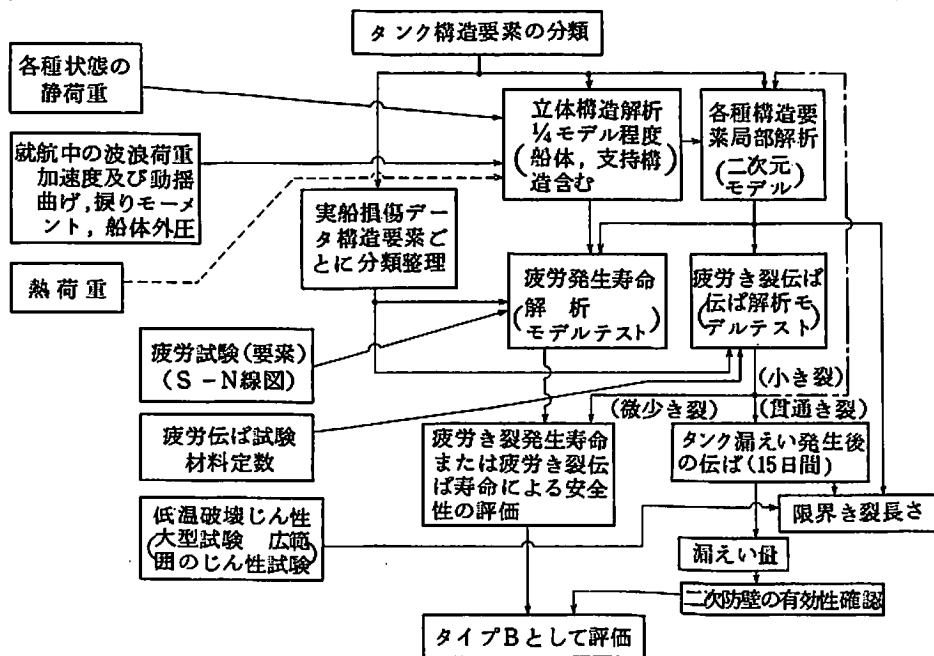 タンク構造要素の分類
各種状態の
静荷重
就航中の波浪荷重
加速度及び動揺
曲げ，捩りモーメ
ント，船体外圧
熱荷重
立体構造解析
¼モデル程度
(船体，支持構
造含む)
各種構造要
薬局部解析
(二次元
モデル)
実船損傷デー
タ構造要素ご
とに分類整理
疲労発生寿命
解析
(モデルテスト)
疲労き裂伝ば
(伝ば解析モ
デルテスト)
疲労試験(要素)
(S－N線図)
疲労伝ば試験
材料定数
(小き裂)
(微少き裂)
(貫通き裂)
疲労き裂発生寿命
または疲労き裂伝
ば寿命による安全
性の評価
タンク漏えい発生後
の伝ば(15日間)
限界き裂長さ
低温破壊じん性
(大型試験 広範
囲のじん性試験)
漏えい量
二次防壁の有効性確認
タイプBとして評価